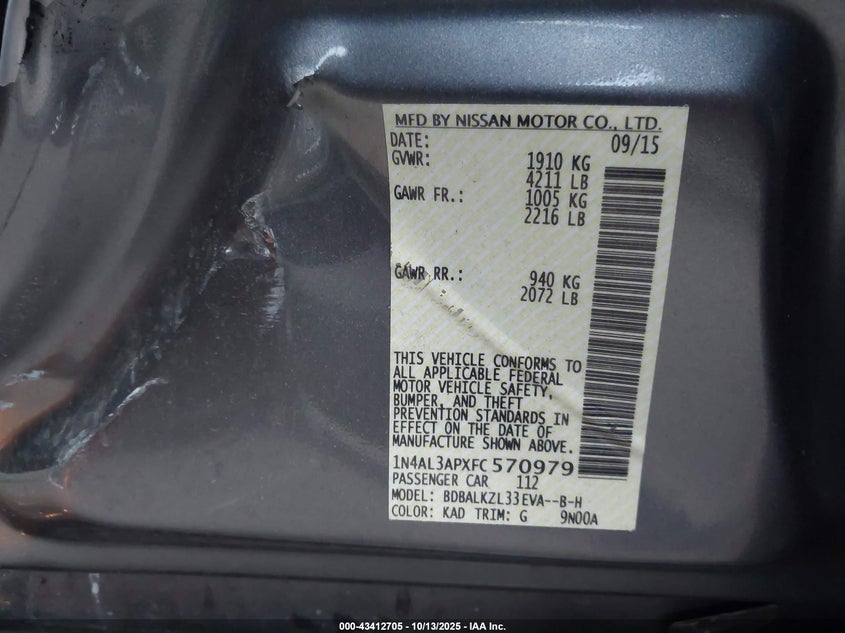 MFD BY NISSAN MOTOR CO., LTD.
DATE: 09/15
GVWR: 1910 KG
4211 LB
GAWR FR.: 1005 KG
2216 LB
GAWR RR.: 940 KG
2072 LB
THIS VEHICLE CONFORMS TO
ALL APPLICABLE FEDERAL
MOTOR VEHICLE SAFETY,
BUMPER, AND THEFT
PREVENTION STANDARDS IN
EFFECT ON THE DATE OF
MANUFACTURE SHOWN ABOVE.
1N4AL3APXFC570979
PASSENGER CAR 112
MODEL: BDBALKZL33EVA--B-H
COLOR: KAD TRIM: G 9N00A
000-43412705 - 10/13/2025 - IAA Inc.